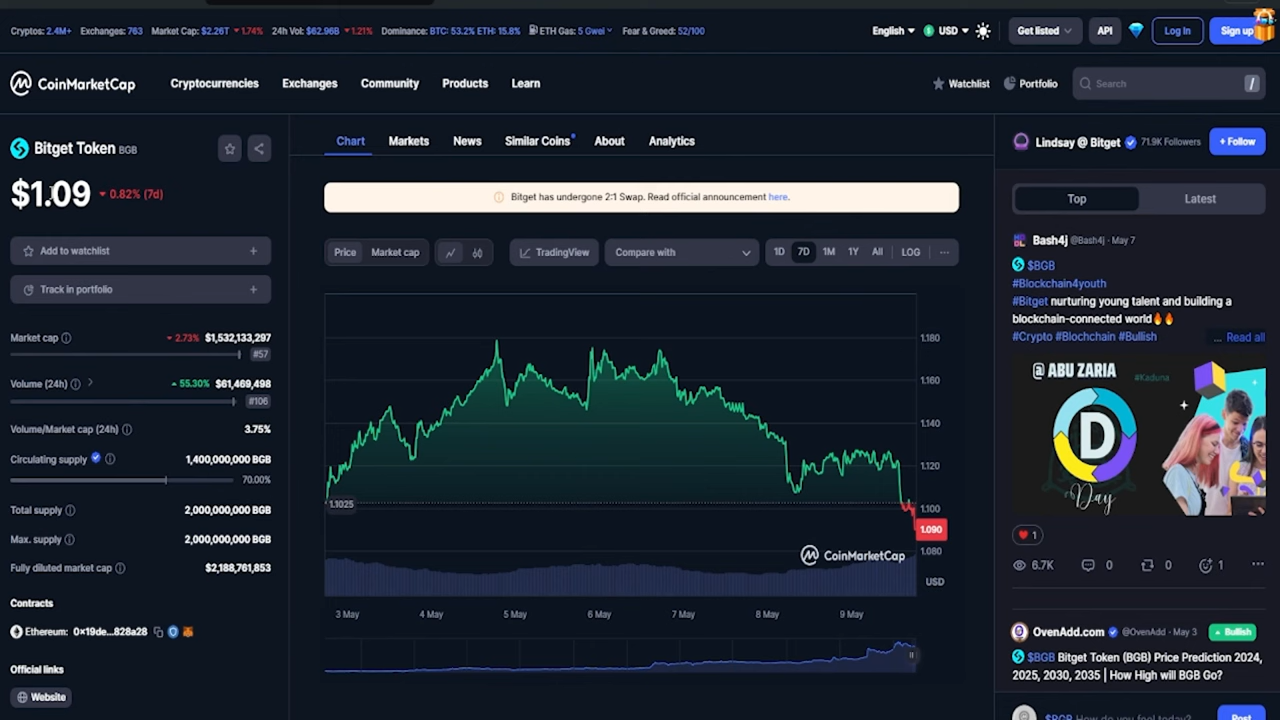 Cryptos: 2.4M+ Exchanges: 763 Market Cap: $2.26T 1.74% 24h Vol: $62.96B 1.21% Dominance: BTC: 53.2% ETH: 15.8% ETH Gas: 5 Gwei Fear & Greed: 52/100
English USD Get listed API Log In Sign up
CoinMarketCap Cryptocurrencies Exchanges Community Products Learn Watchlist Portfolio Search /
Bitget Token BGB
$1.09 0.82% (7d)
Add to watchlist +
Track in portfolio +
Market cap 2.73% $1,532,133,297
#57
Volume (24h) 55.30% $61,469,498
#106
Volume/Market cap (24h) 3.75%
Circulating supply 1,400,000,000 BGB
70.00%
Total supply 2,000,000,000 BGB
Max. supply 2,000,000,000 BGB
Fully diluted market cap $2,188,761,853
Contracts
Ethereum: 0x19de...828a28
Official links
Website
Chart Markets News Similar Coins About Analytics
Bitget has undergone 2:1 Swap. Read official announcement here.
Price Market cap TradingView Compare with 1D 7D 1M 1Y All LOG ...
1.180
1.160
1.140
1.120
1.1025
1.100
1.090
1.080
CoinMarketCap
USD
3 May 4 May 5 May 6 May 7 May 8 May 9 May
Lindsay @ Bitget 71.9K Followers + Follow
Top Latest
Bash4j @Bash4j · May 7
$BGB
#Blockchain4youth
#Bitget nurturing young talent and building a
blockchain-connected world🔥🔥
#Crypto #Blochchain #Bullish ... Read all
@ ABU ZARIA #Kaduna
D
Day
1
6.7K 0 0 1 ...
OvenAdd.com @OvenAdd · May 3 Bullish
$BGB Bitget Token (BGB) Price Prediction 2024,
2025, 2030, 2035 | How High will BGB Go?
$BGB How do you feel today? Post